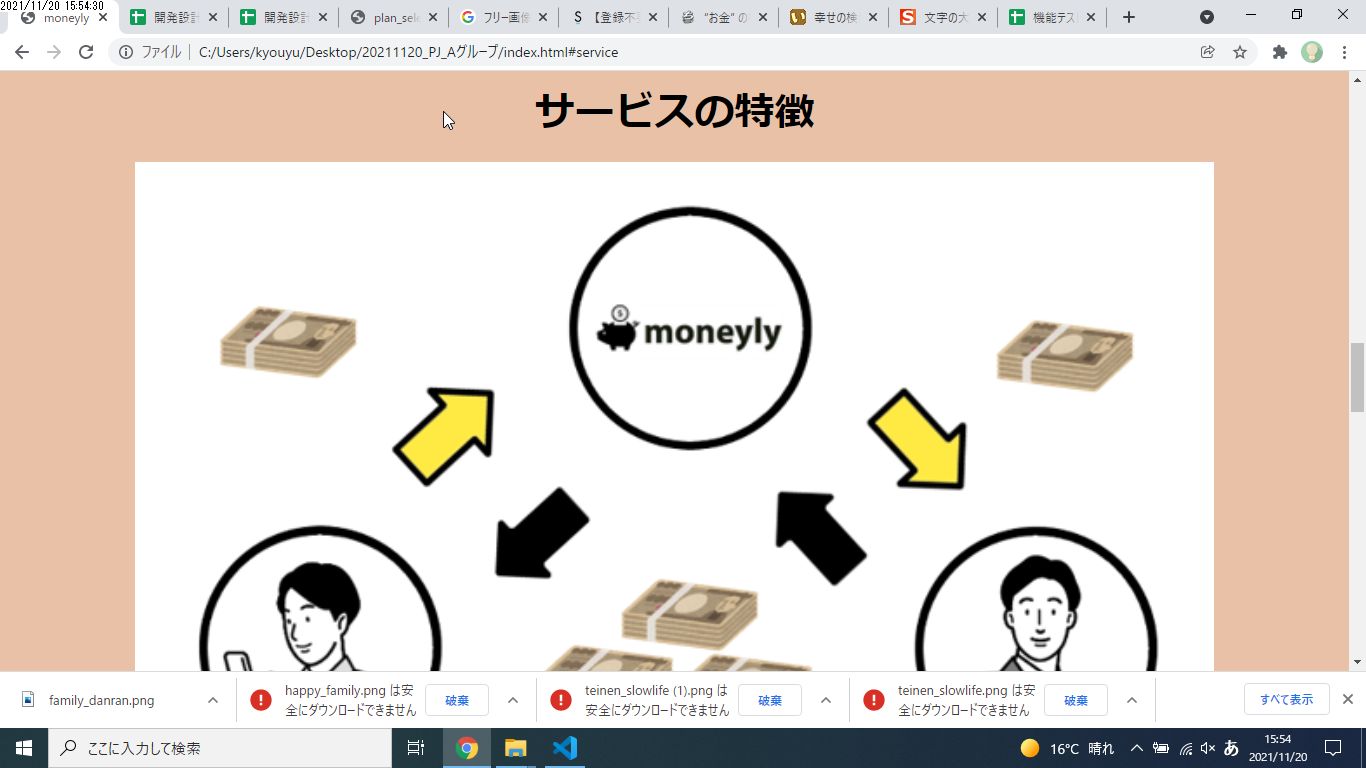 2021/11/20 15:54:30
moneyly
開発設計
開発設計
plan_sele
フリー画像
【登録不要
“お金” の
幸せの検
文字の大
機能テスト
ファイル
C:/Users/kyouyu/Desktop/20211120_PJ_Aグループ/index.html#service
サービスの特徴
moneyly
family_danran.png
happy_family.png は安
全にダウンロードできません
破棄
teinen_slowlife (1).png は
安全にダウンロードできません
破棄
teinen_slowlife.png は安
全にダウンロードできません
破棄
すべて表示
ここに入力して検索
16°C 晴れ
あ
15:54
2021/11/20